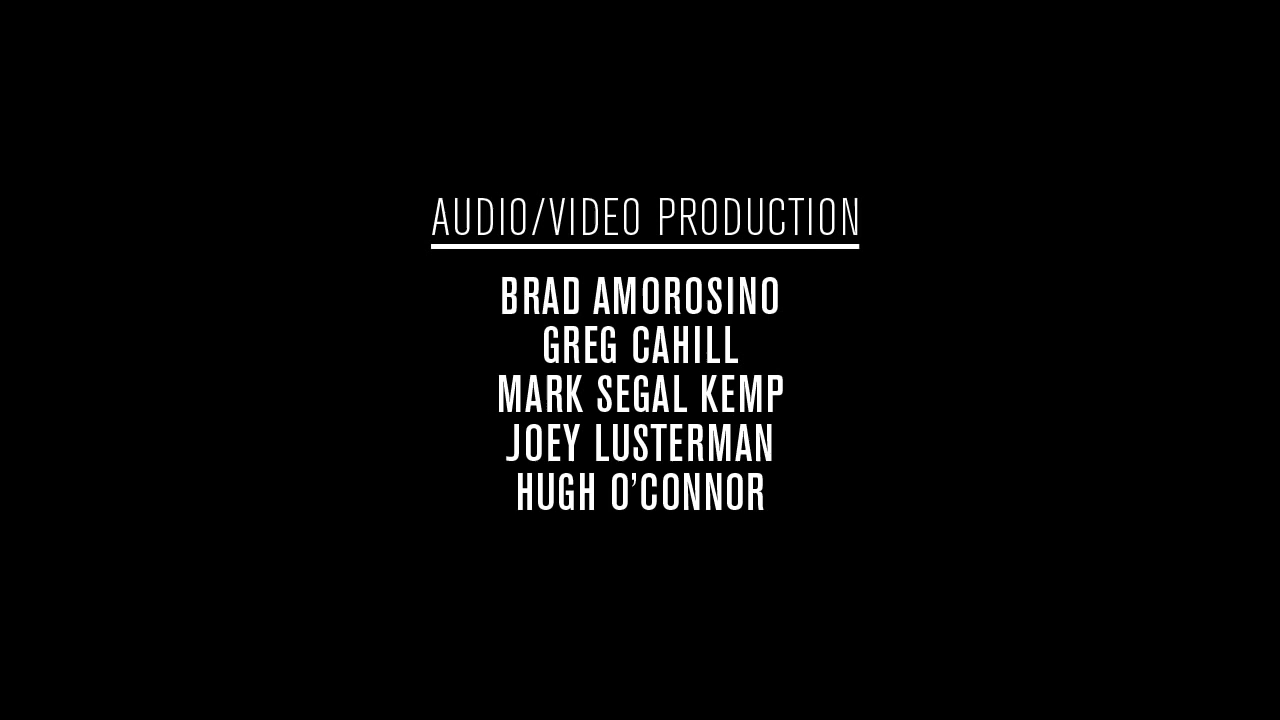 AUDIO/VIDEO PRODUCTION
BRAD AMOROSINO
GREG CAHILL
MARK SEGAL KEMP
JOEY LUSTERMAN
HUGH O’CONNOR